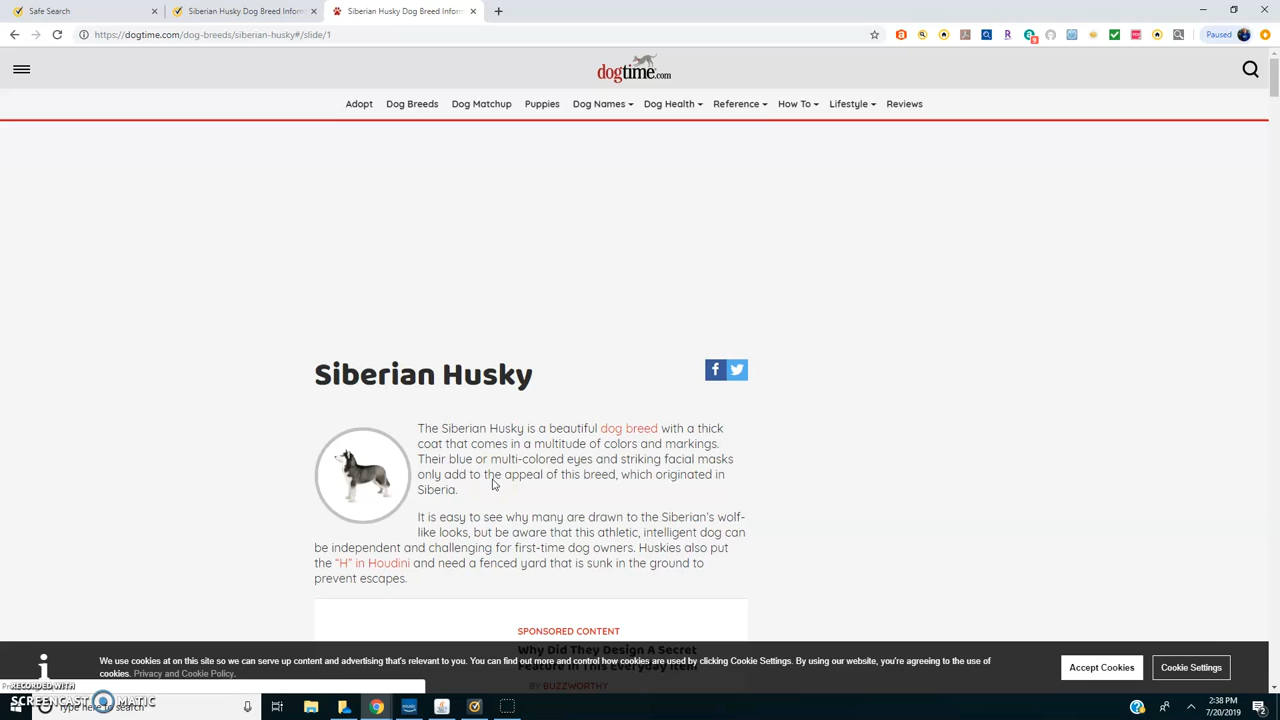 Safe Search
Siberian Husky Dog Breed Inform
Siberian Husky Dog Breed Inform
https://dogtime.com/dog-breeds/siberian-husky#/slide/1
Paused
dogtime.com
Adopt Dog Breeds Dog Matchup Puppies Dog Names Dog Health Reference How To Lifestyle Reviews
Siberian Husky
The Siberian Husky is a beautiful dog breed with a thick
coat that comes in a multitude of colors and markings.
Their blue or multi-colored eyes and striking facial masks
only add to the appeal of this breed, which originated in
Siberia.
It is easy to see why many are drawn to the Siberian's wolf-
like looks, but be aware that this athletic, intelligent dog can
be independent and challenging for first-time dog owners. Huskies also put
the "H" in Houdini and need a fenced yard that is sunk in the ground to
prevent escapes.
SPONSORED CONTENT
Why Did They Design A Secret
Feature In This Everyday Item
BY BUZZWORTHY
We use cookies at on this site so we can serve up content and advertising that's relevant to you. You can find out more and control how cookies are used by clicking Cookie Settings. By using our website, you're agreeing to the use of
cookies. Privacy and Cookie Policy.
Accept Cookies Cookie Settings
RECORDED WITH
SCREENCAST MATIC
Type here to search
2:38 PM
7/20/2019